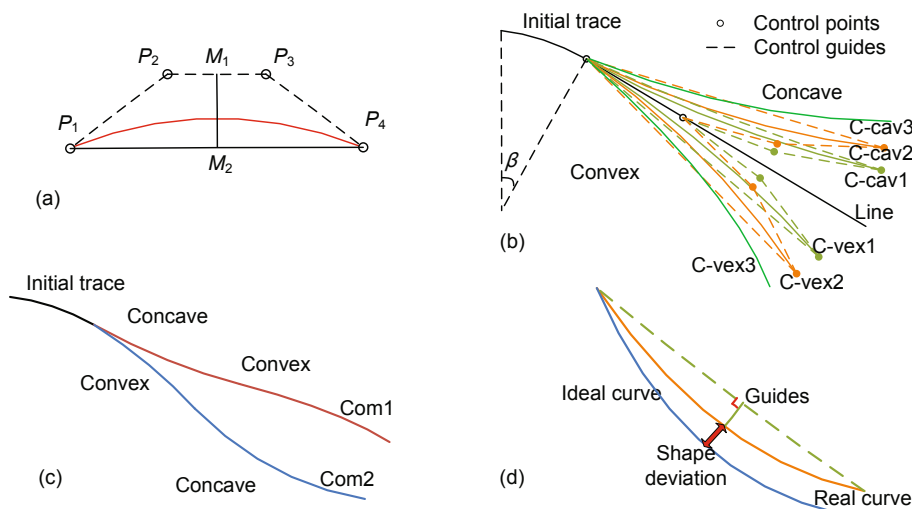 P2 M1 P3
P1 P4
M2
(a)
Initial trace
Control points
Control guides
Concave
C-cav3
C-cav2
C-cav1
β
Convex
Line
(b)
C-vex1
C-vex3
C-vex2
Initial trace
Concave
Convex
Convex
Com1
Concave
Com2
(c)
Ideal curve
Guides
Shape
deviation
Real curve
(d)